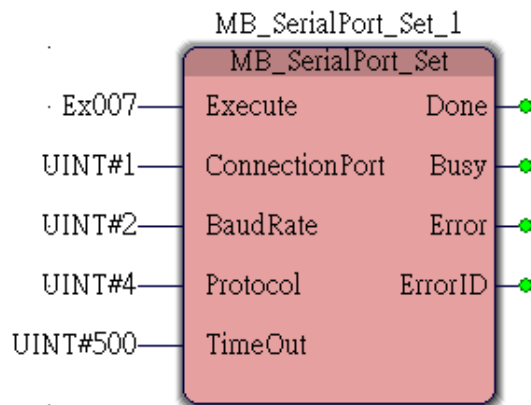 MB_SerialPort_Set_1
MB_SerialPort_Set
Ex007 Execute Done
UINT#1 ConnectionPort Busy
UINT#2 BaudRate Error
UINT#4 Protocol ErrorID
UINT#500 TimeOut